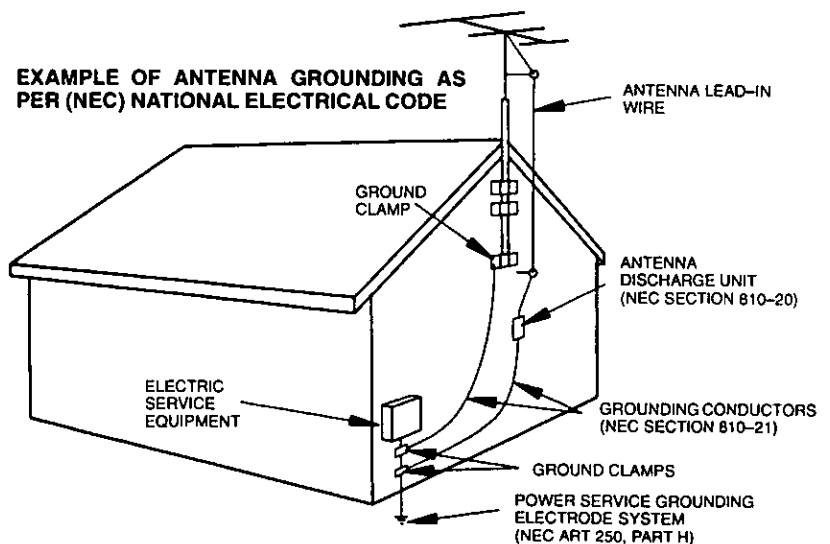 EXAMPLE OF ANTENNA GROUNDING AS
PER (NEC) NATIONAL ELECTRICAL CODE
ANTENNA LEAD–IN
WIRE
GROUND
CLAMP
ANTENNA
DISCHARGE UNIT
(NEC SECTION 810–20)
ELECTRIC
SERVICE
EQUIPMENT
GROUNDING CONDUCTORS
(NEC SECTION 810–21)
GROUND CLAMPS
POWER SERVICE GROUNDING
ELECTRODE SYSTEM
(NEC ART 250, PART H)